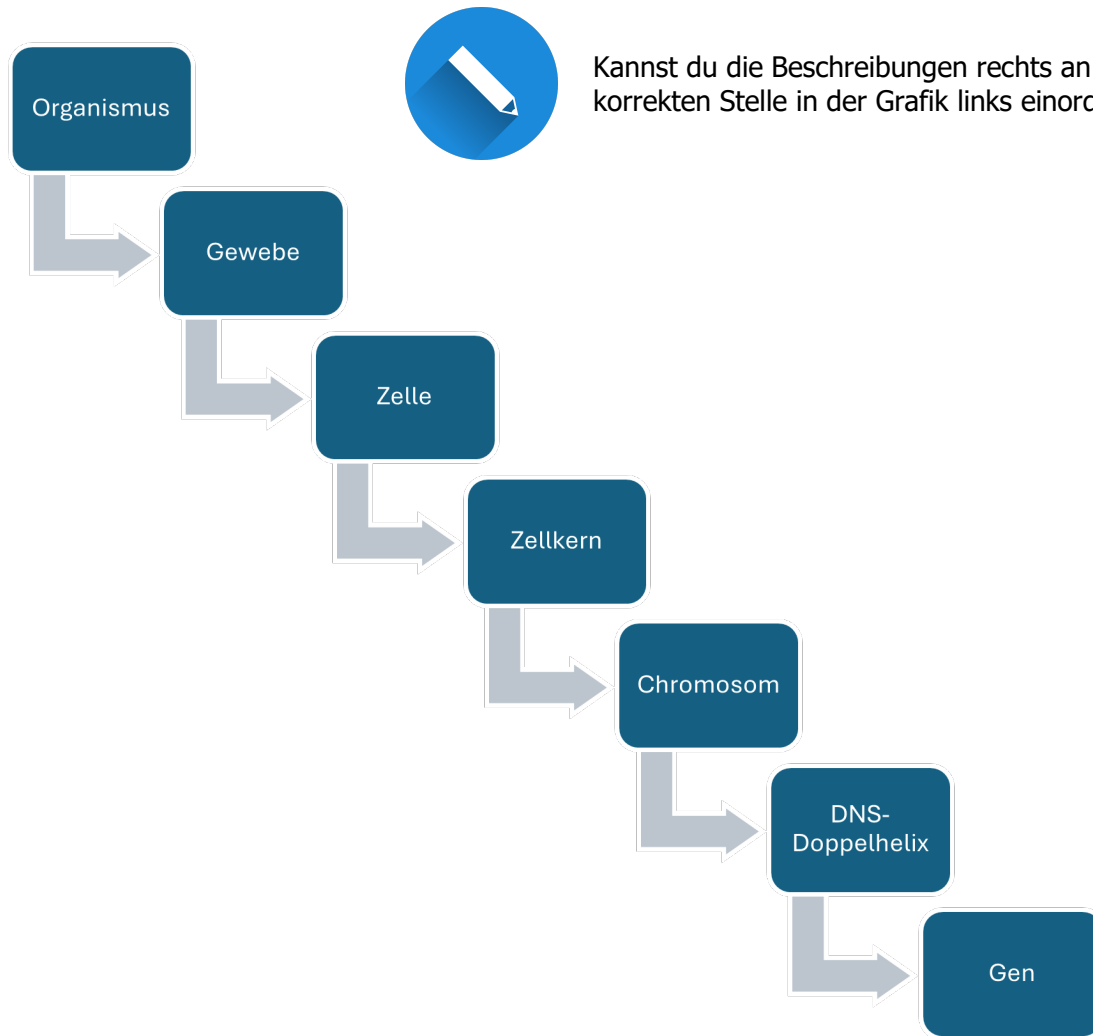 Kannst du die Beschreibungen rechts an
korrekten Stelle in der Grafik links
Organismus
Gewebe
Zelle
Zellkern
Chromosom
DNS-
Doppelhelix
Gen